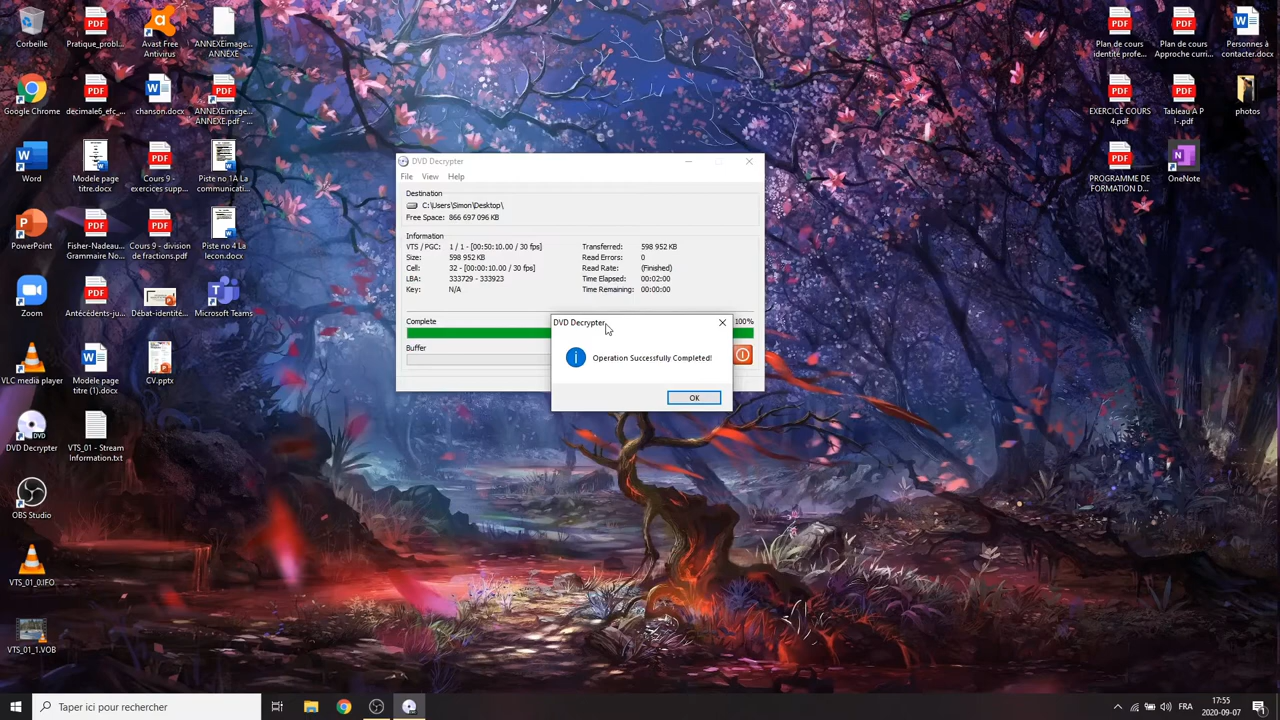 Corbeille
Pratique_probl...
Avast Free
Antivirus
ANNEXEimage...
ANNEXE
Plan de cours
identité profe...
Plan de cours
Approche curri...
Personnes à
contacter.docx
Google Chrome
decimale6_efc_...
chanson.docx
ANNEXEimage...
ANNEXE.pdf - ...
EXERCICE COURS
4.pdf
Tableau A P
I-.pdf
photos
Word
Modele page
titre.docx
Cours 9 -
exercices supp...
Piste no 1A La
communicati...
PROGRAMME DE
FORMATION D...
OneNote
PowerPoint
Fisher-Nadeau...
Grammaire No...
Cours 9 - division
de fractions.pdf
Piste no 4 La
lecon.docx
Zoom
Antécédents-ju...
Débat-identité...
Microsoft Teams
VLC media player
Modele page
titre (1).docx
CV.pptx
DVD Decrypter
VTS_01 - Stream
Information.txt
OBS Studio
VTS_01_0.IFO
VTS_01_1.VOB
DVD Decrypter
File View Help
Destination
C:\Users\Simon\Desktop\
Free Space: 866 697 096 KB
Information
VTS / PGC: 1 / 1 - [00:50:10.00 / 30 fps] Transferred: 598 952 KB
Size: 598 952 KB Read Errors: 0
Cell: 32 - [00:00:10.00 / 30 fps] Read Rate: (Finished)
LBA: 333729 - 333923 Time Elapsed: 00:02:00
Key: N/A Time Remaining: 00:00:00
Complete 100%
Buffer
DVD Decrypter
Operation Successfully Completed!
OK
Taper ici pour rechercher
FRA
17:55
2020-09-07
1